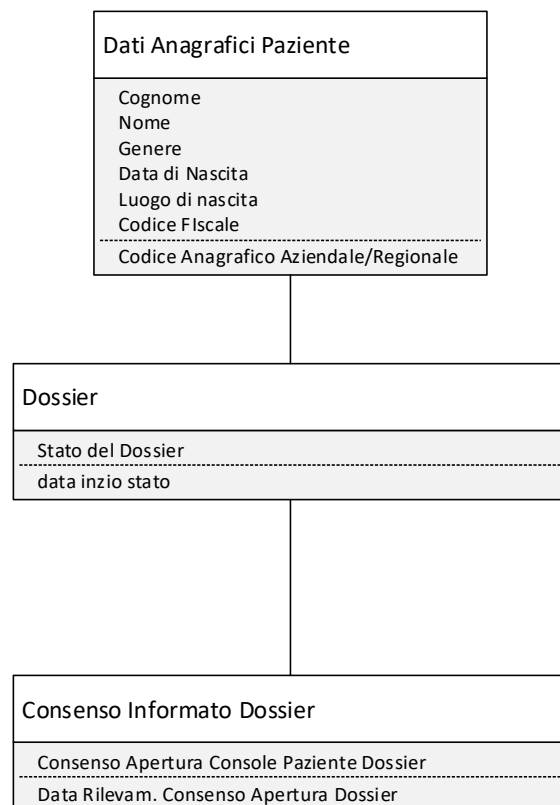 Dati Anagrafici Paziente
Cognome
Nome
Genere
Data di Nascita
Luogo di nascita
Codice FIscale
Codice Anagrafico Aziendale/Regionale
Dossier
Stato del Dossier
data inzio stato
Consenso Informato Dossier
Consenso Apertura Console Paziente Dossier
Data Rilevam. Consenso Apertura Dossier